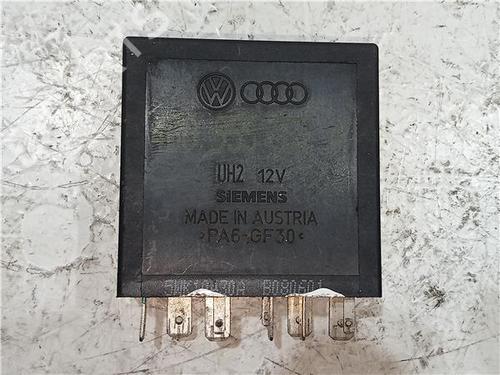 UH2 12V
SIEMENS
MADE IN AUSTRIA
>PA6-GF30<